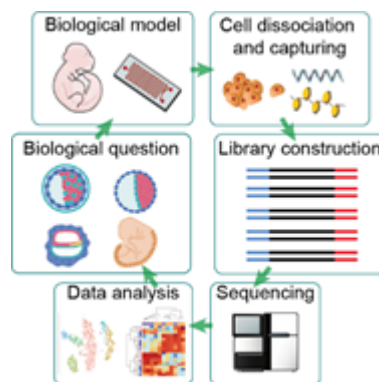 Biological model
Cell dissociation
and capturing
Biological question
Library construction
Data analysis
Sequencing